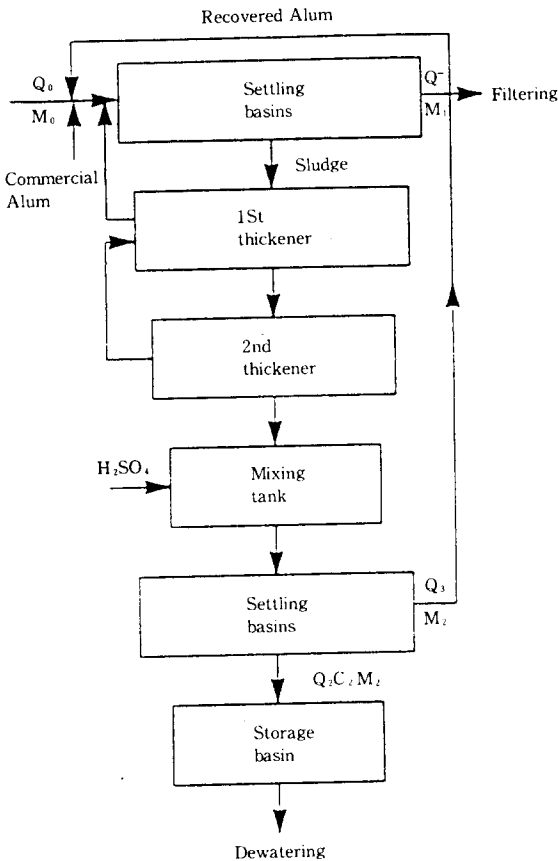 Recovered Alum
Q₀
M₀
Settling
basins
Q⁻
M₁
Filtering
Commercial
Alum
Sludge
1St
thickener
2nd
thickener
H₂SO₄
Mixing
tank
Settling
basins
Q₃
M₂
Q₂C₂M₂
Storage
basin
Dewatering